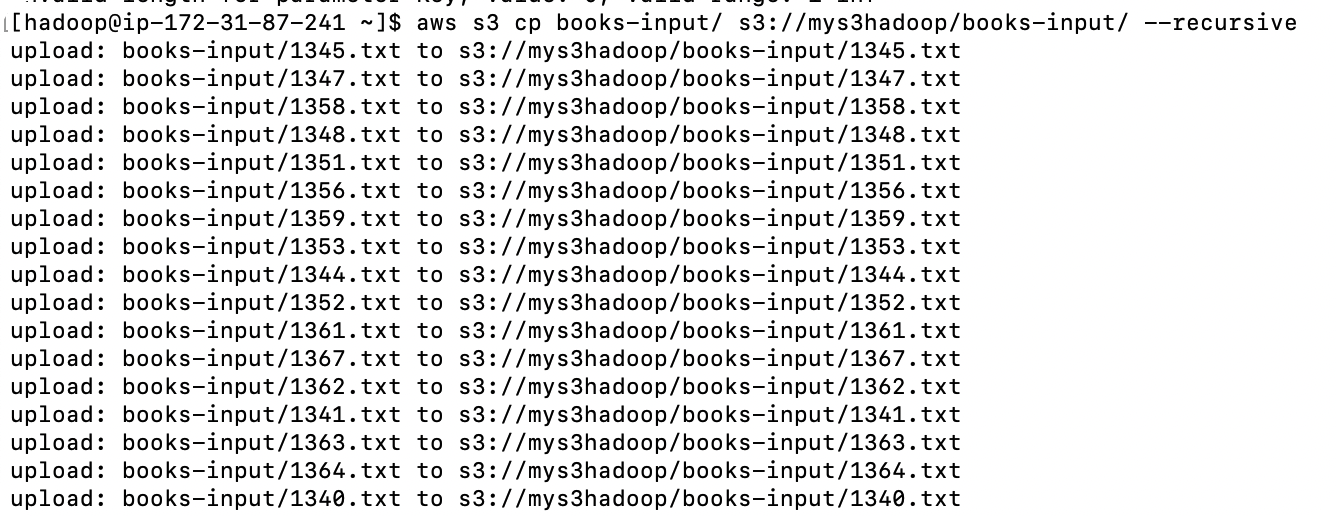 [hadoop@ip-172-31-87-241 ~]$ aws s3 cp books-input/ s3://mys3hadoop/books-input/ --recursive
upload: books-input/1345.txt to s3://mys3hadoop/books-input/1345.txt
upload: books-input/1347.txt to s3://mys3hadoop/books-input/1347.txt
upload: books-input/1358.txt to s3://mys3hadoop/books-input/1358.txt
upload: books-input/1348.txt to s3://mys3hadoop/books-input/1348.txt
upload: books-input/1351.txt to s3://mys3hadoop/books-input/1351.txt
upload: books-input/1356.txt to s3://mys3hadoop/books-input/1356.txt
upload: books-input/1359.txt to s3://mys3hadoop/books-input/1359.txt
upload: books-input/1353.txt to s3://mys3hadoop/books-input/1353.txt
upload: books-input/1344.txt to s3://mys3hadoop/books-input/1344.txt
upload: books-input/1352.txt to s3://mys3hadoop/books-input/1352.txt
upload: books-input/1361.txt to s3://mys3hadoop/books-input/1361.txt
upload: books-input/1367.txt to s3://mys3hadoop/books-input/1367.txt
upload: books-input/1362.txt to s3://mys3hadoop/books-input/1362.txt
upload: books-input/1341.txt to s3://mys3hadoop/books-input/1341.txt
upload: books-input/1363.txt to s3://mys3hadoop/books-input/1363.txt
upload: books-input/1364.txt to s3://mys3hadoop/books-input/1364.txt
upload: books-input/1340.txt to s3://mys3hadoop/books-input/1340.txt